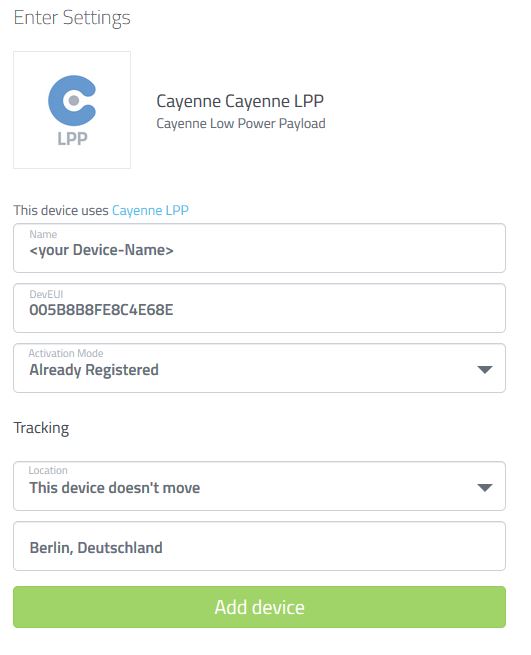 Enter Settings
LPP
Cayenne Cayenne LPP
Cayenne Low Power Payload
This device uses Cayenne LPP
Name
<your Device-Name>
DevEUI
005B8B8FE8C4E68E
Activation Mode
Already Registered
Tracking
Location
This device doesn't move
Berlin, Deutschland
Add device